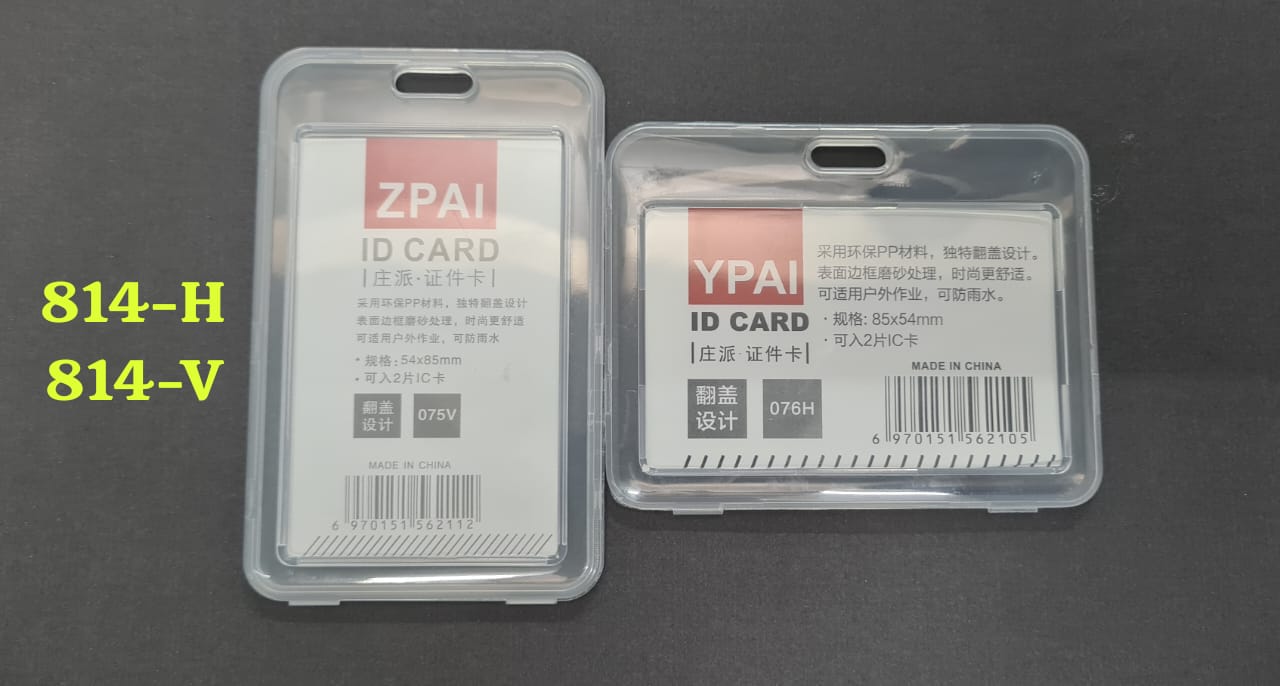 814-H
814-V
ZPAI
ID CARD
庄派·证件卡
采用环保PP材料，独特翻盖设计
表面边框磨砂处理，时尚更舒适
可适用户外作业，可防雨水
·规格: 54x85mm
·可入2片IC卡
翻盖
设计
075V
MADE IN CHINA
6 970151 562112
YPAI
ID CARD
庄派·证件卡
翻盖
设计
076H
采用环保PP材料，独特翻盖设计。
表面边框磨砂处理，时尚更舒适。
可适用户外作业，可防雨水。
·规格: 85x54mm
·可入2片IC卡
MADE IN CHINA
6 970151 562105